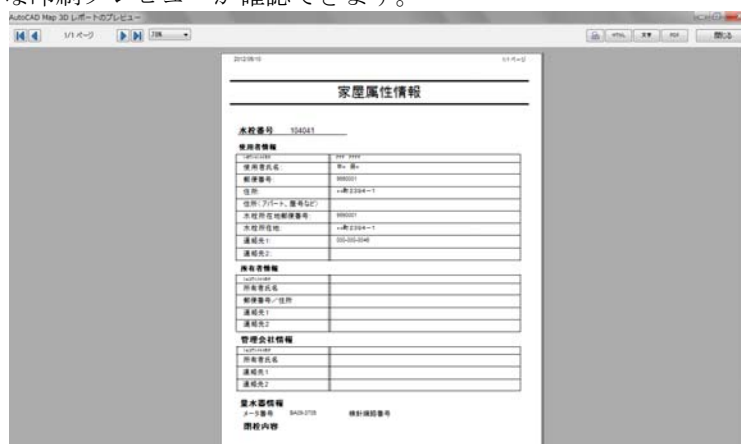 な印刷プレビューが確認できます。
AutoCAD Map 3D レポートのプレビュー
1/1 ページ
70%
HTML
文字
PDF
閉じる
1/1 ページ
家屋属性情報
水栓番号 104041
使用者情報
使用者氏名:
郵便番号:
住所:
住所(アパート、屋号など)
水栓所在地郵便番号:
水栓所在地:
連絡先1:
連絡先2:
所有者情報
所有者氏名
郵便番号/住所
連絡先1
連絡先2
管理会社情報
所有者氏名
連絡先1
連絡先2
量水器情報
メータ番号
検針順路番号
閉栓内容